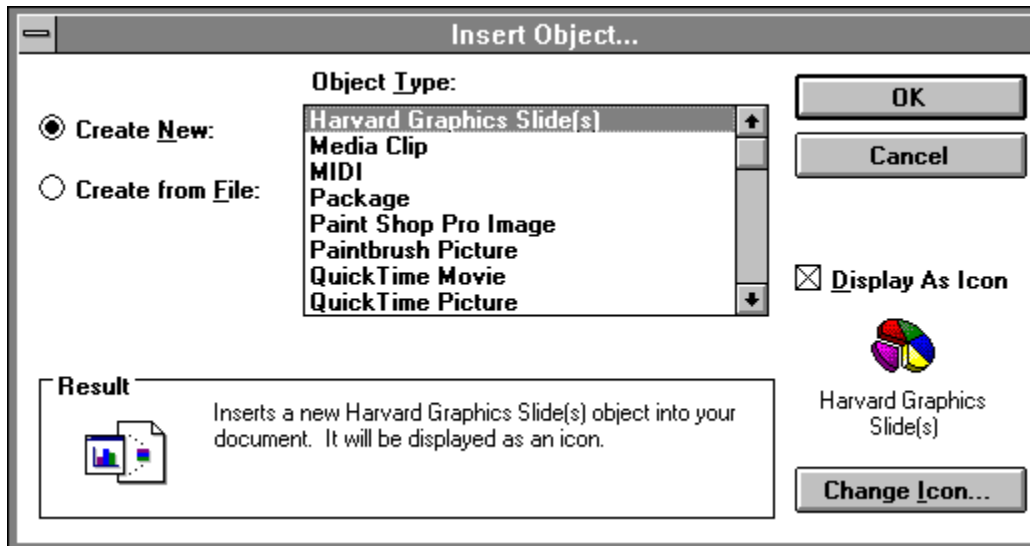 Insert Object...
Object Type:
Create New:
Create from File:
Harvard Graphics Slide(s)
Media Clip
MIDI
Package
Paint Shop Pro Image
Paintbrush Picture
QuickTime Movie
QuickTime Picture
OK
Cancel
Display As Icon
Harvard Graphics
Slide(s)
Change Icon...
Result
Inserts a new Harvard Graphics Slide(s) object into your
document. It will be displayed as an icon.